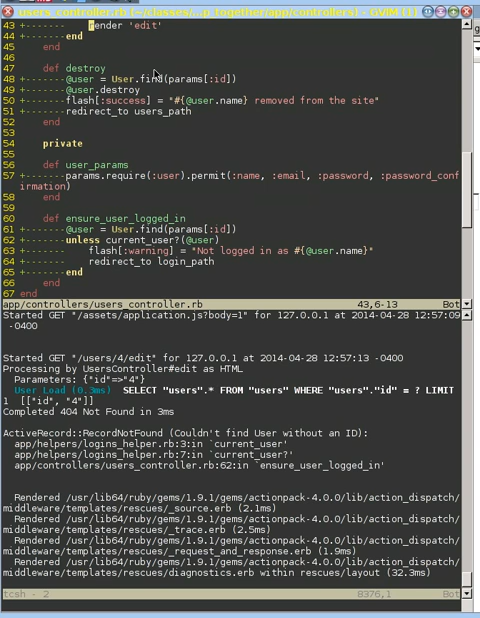 users_controller.rb (~/classes/...p_together/app/controllers) - GVIM (1)
43 +------- render 'edit'
44 +-------end
45     end
46
47     def destroy
48 +-------@user = User.find(params[:id])
49 +-------@user.destroy
50 +-------flash[:success] = "#{@user.name} removed from the site"
51 +-------redirect_to users_path
52     end
53
54     private
55
56     def user_params
57 +-------params.require(:user).permit(:name, :email, :password, :password_conf
irmation)
58     end
59
60     def ensure_user_logged_in
61 +-------@user = User.find(params[:id])
62 +-------unless current_user?(@user)
63 +-------    flash[:warning] = "Not logged in as #{@user.name}"
64 +-------    redirect_to login_path
65 +-------end
66     end
67 end
app/controllers/users_controller.rb 43,6-13 Bot
Started GET "/assets/application.js?body=1" for 127.0.0.1 at 2014-04-28 12:57:09
-0400
Started GET "/users/4/edit" for 127.0.0.1 at 2014-04-28 12:57:13 -0400
Processing by UsersController#edit as HTML
Parameters: {"id"=>"4"}
User Load (0.3ms) SELECT "users".* FROM "users" WHERE "users"."id" = ? LIMIT
1 [["id", "4"]]
Completed 404 Not Found in 3ms
ActiveRecord::RecordNotFound (Couldn't find User without an ID):
app/helpers/logins_helper.rb:3:in `current_user'
app/helpers/logins_helper.rb:7:in `current_user?'
app/controllers/users_controller.rb:62:in `ensure_user_logged_in'
Rendered /usr/lib64/ruby/gems/1.9.1/gems/actionpack-4.0.0/lib/action_dispatch/
middleware/templates/rescues/_source.erb (2.1ms)
Rendered /usr/lib64/ruby/gems/1.9.1/gems/actionpack-4.0.0/lib/action_dispatch/
middleware/templates/rescues/_trace.erb (2.5ms)
Rendered /usr/lib64/ruby/gems/1.9.1/gems/actionpack-4.0.0/lib/action_dispatch/
middleware/templates/rescues/_request_and_response.erb (1.9ms)
Rendered /usr/lib64/ruby/gems/1.9.1/gems/actionpack-4.0.0/lib/action_dispatch/
middleware/templates/rescues/diagnostics.erb within rescues/layout (32.3ms)
tcsh - 2 8376,1 Bot